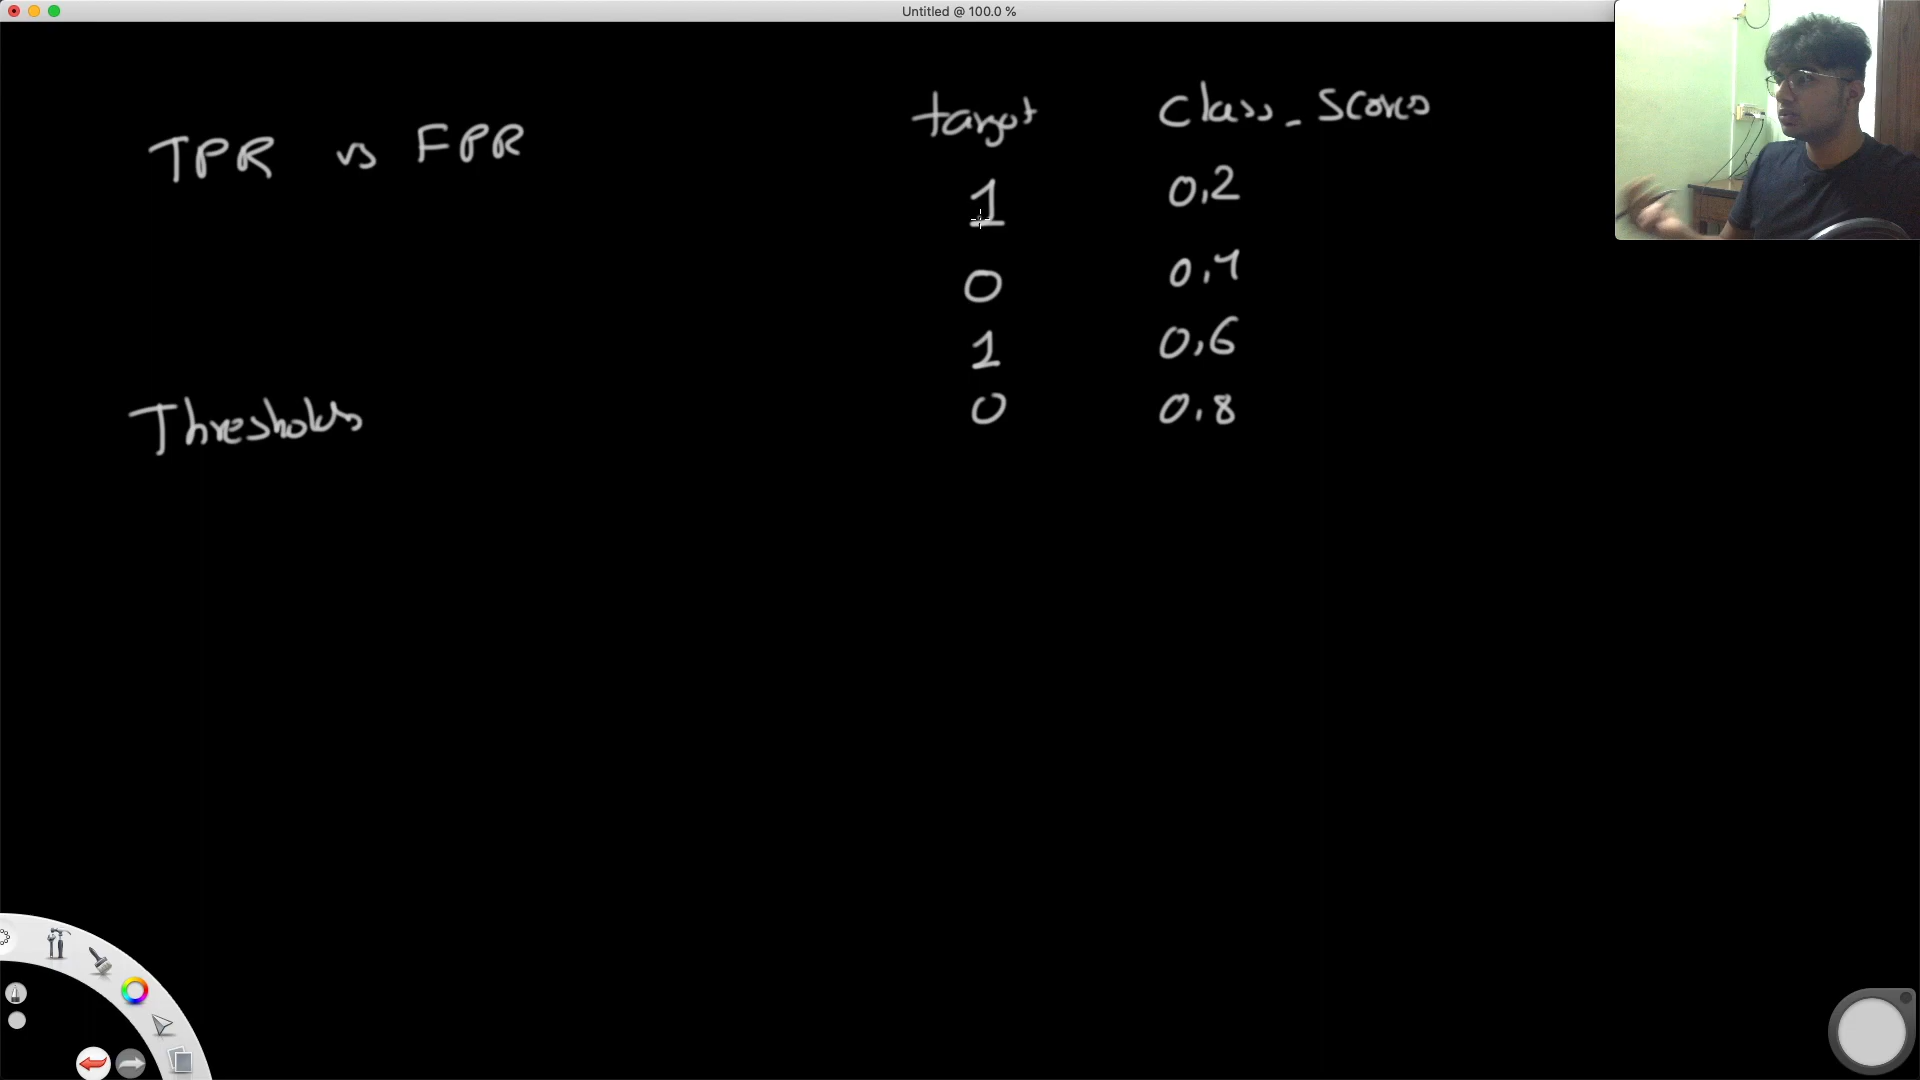 Untitled @ 100.0 %
TPR vs FPR
target class_scores
1 0.2
0 0.4
1 0.6
0 0.8
Thresholds